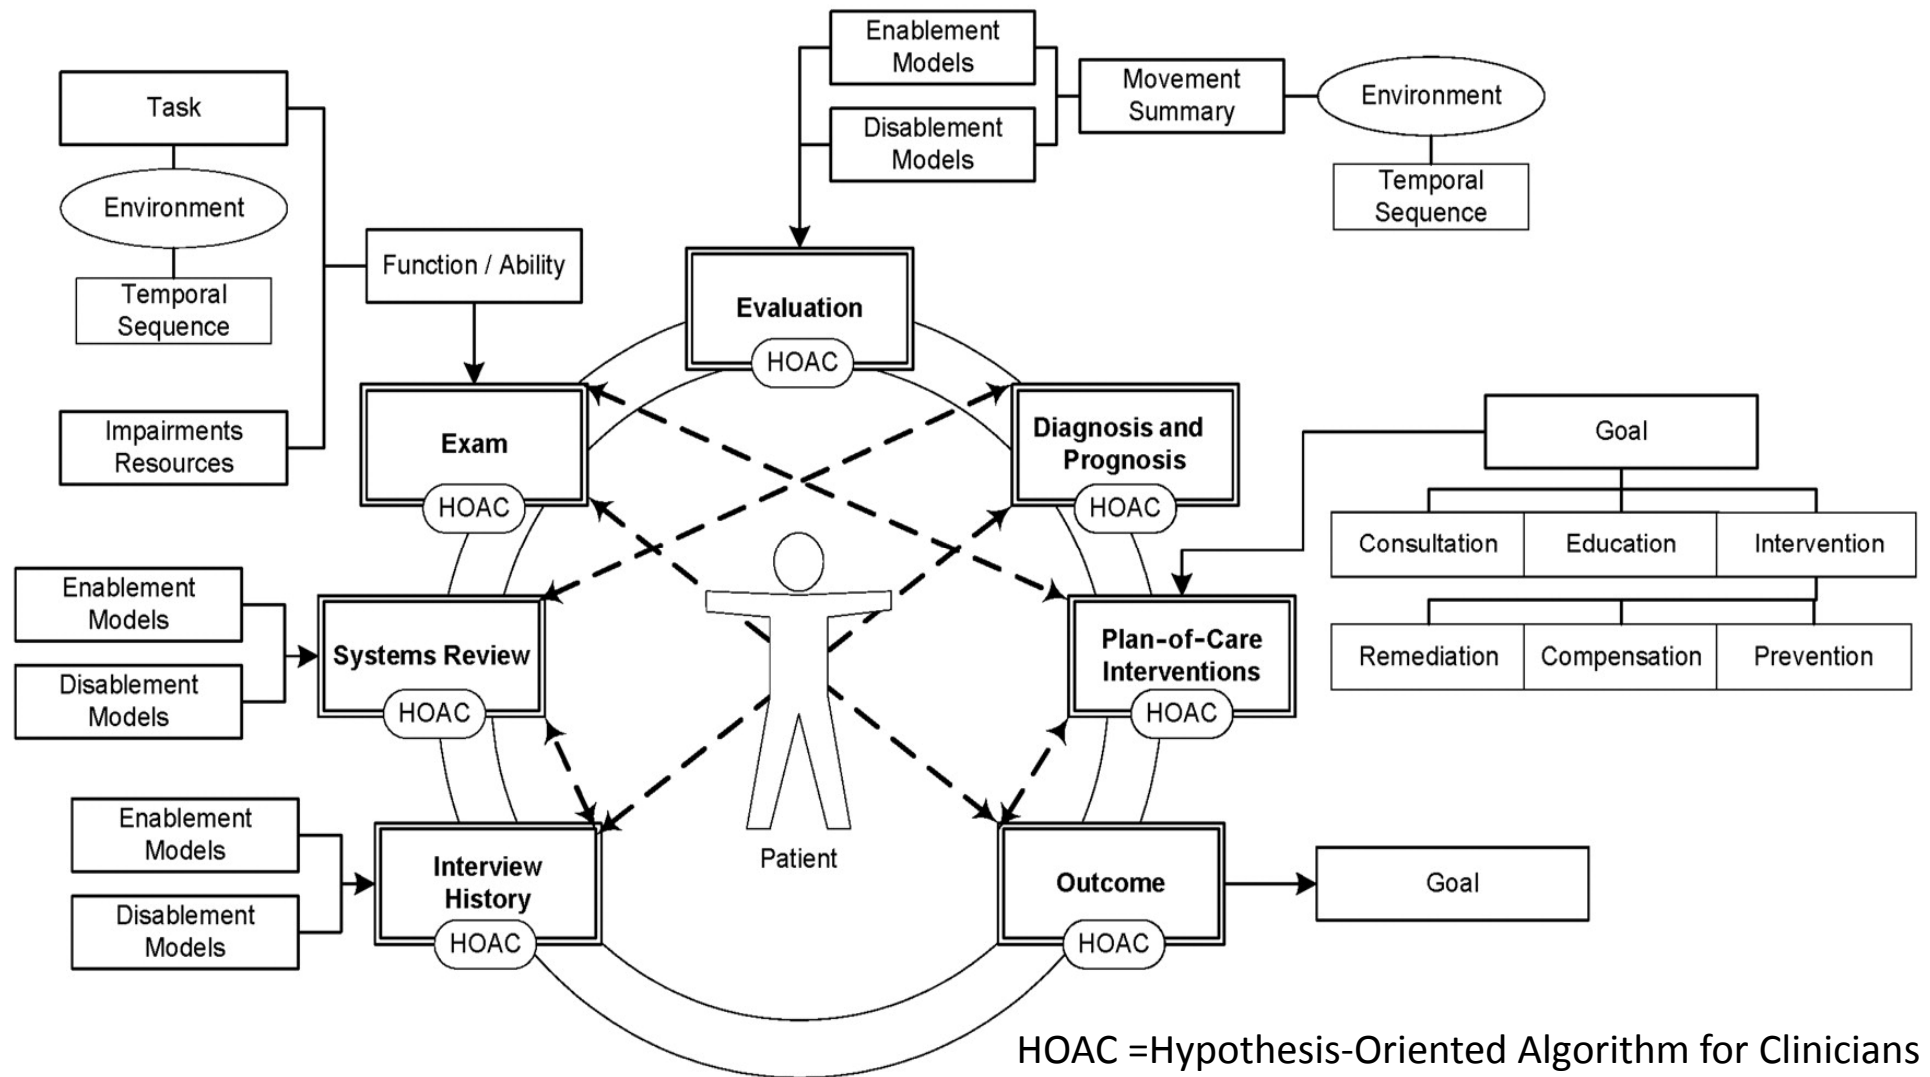 Enablement
Models
Disablement
Models
Movement
Summary
Environment
Temporal
Sequence
Task
Environment
Temporal
Sequence
Function / Ability
Impairments
Resources
Evaluation
HOAC
Exam
HOAC
Diagnosis and
Prognosis
HOAC
Goal
Consultation
Education
Intervention
Remediation
Compensation
Prevention
Enablement
Models
Disablement
Models
Systems Review
HOAC
Plan-of-Care
Interventions
HOAC
Enablement
Models
Disablement
Models
Interview
History
HOAC
Patient
Outcome
HOAC
Goal
HOAC =Hypothesis-Oriented Algorithm for Clinicians